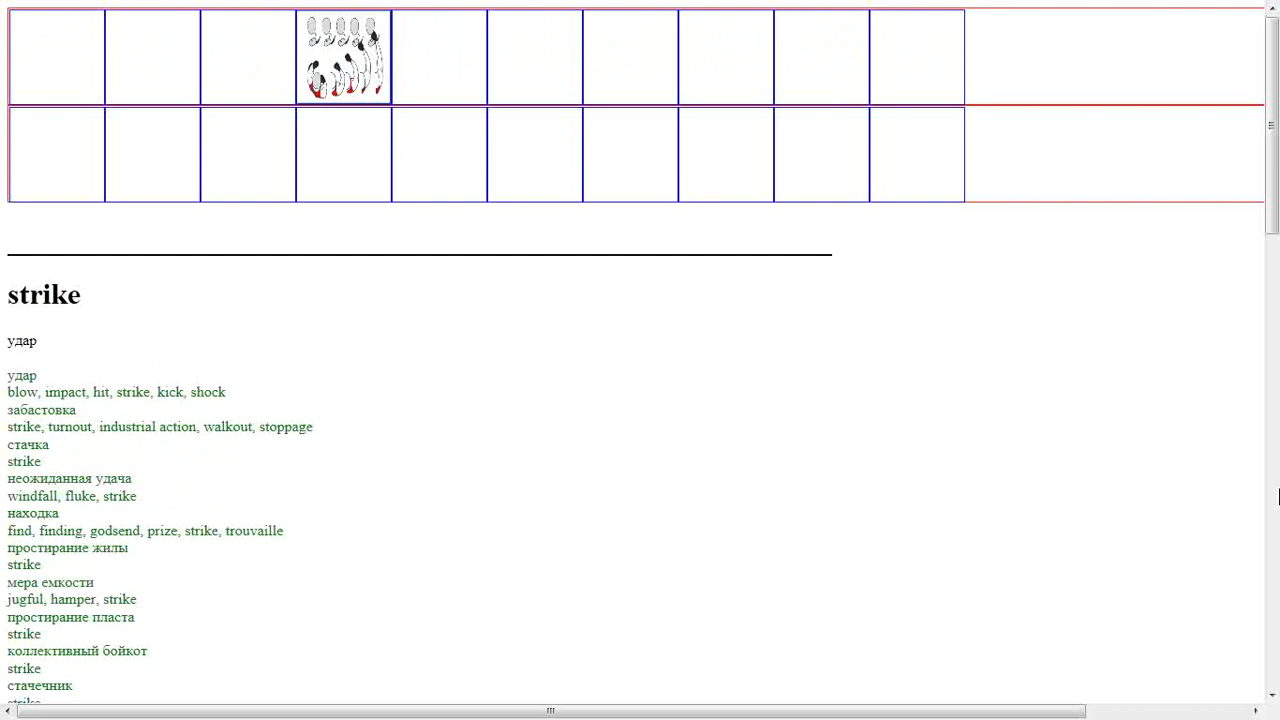 strike
удар
удар
blow, impact, hit, strike, kick, shock
забастовка
strike, turnout, industrial action, walkout, stoppage
стачка
strike
неожиданная удача
windfall, fluke, strike
находка
find, finding, godsend, prize, strike, trouvaille
простирание жилы
strike
мера емкости
jugful, hamper, strike
простирание пласта
strike
коллективный бойкот
strike
стачечник
strike